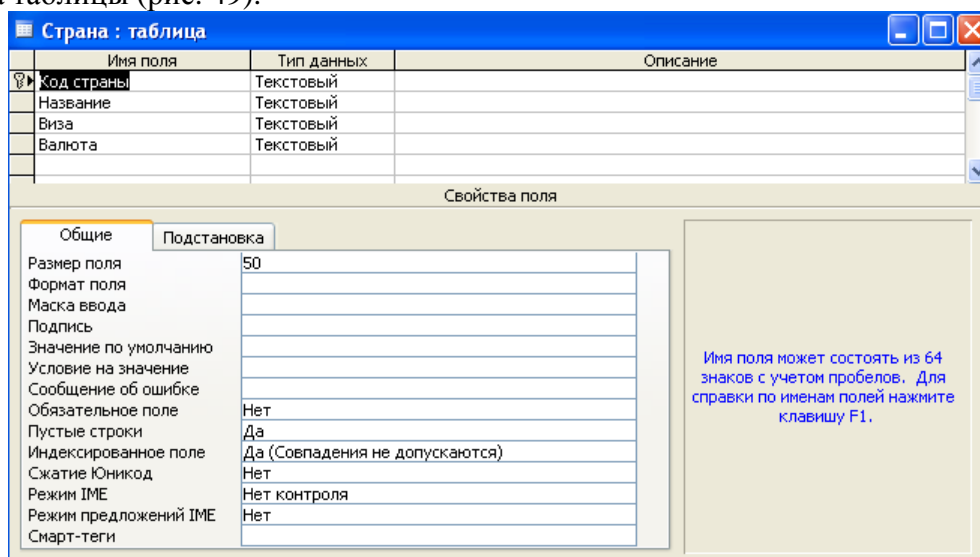 таблицы (рис. 49).
Страна : таблица
Имя поля Тип данных Описание
Код страны Текстовый
Название Текстовый
Виза Текстовый
Валюта Текстовый
Свойства поля
Общие Подстановка
Размер поля 50
Формат поля
Маска ввода
Подпись
Значение по умолчанию
Условие на значение
Сообщение об ошибке
Обязательное поле Нет
Пустые строки Да
Индексированное поле Да (Совпадения не допускаются)
Сжатие Юникод Нет
Режим IME Нет контроля
Режим предложений IME Нет
Смарт-теги
Имя поля может состоять из 64
знаков с учетом пробелов. Для
справки по именам полей нажмите
клавишу F1.